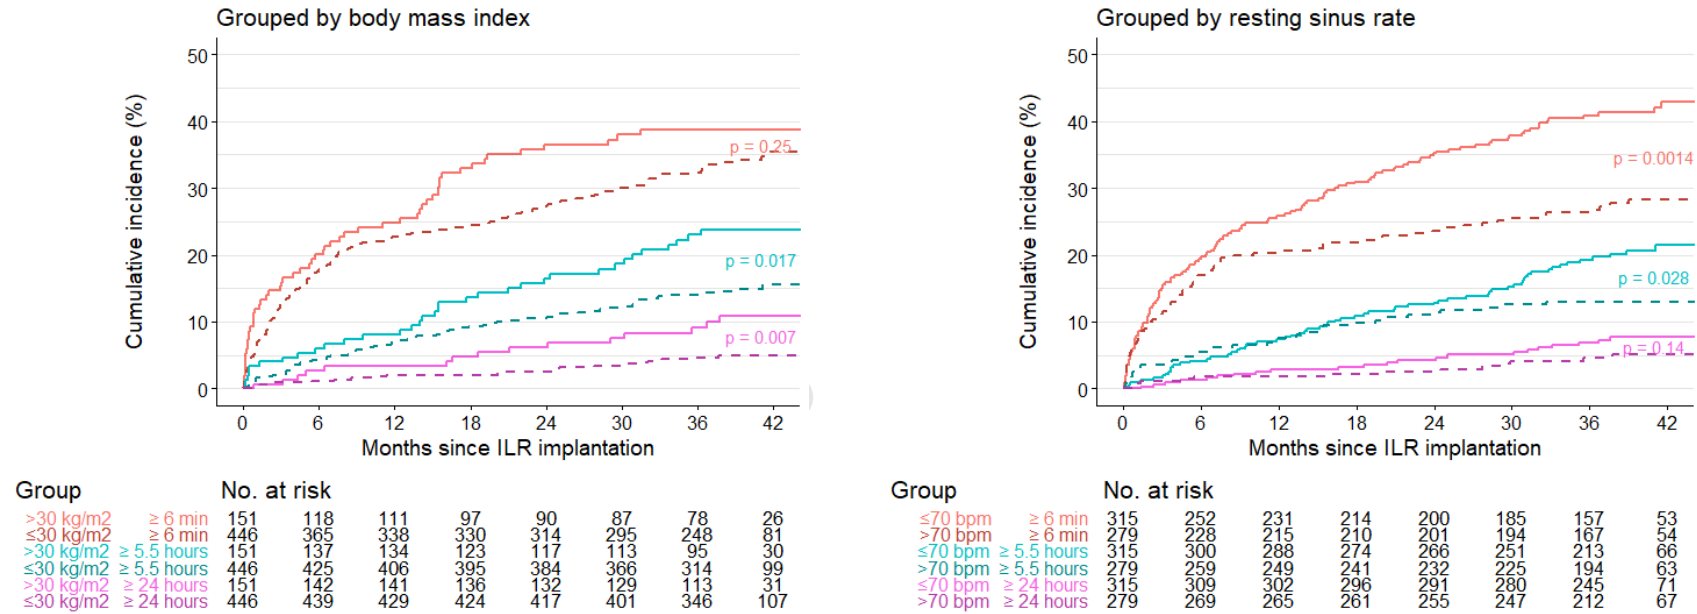 Grouped by body mass index
50
40
30
20
10
0
Cumulative incidence (%)
p = 0.25
p = 0.017
p = 0.007
0 6 12 18 24 30 36 42
Months since ILR implantation
Group No. at risk
>30 kg/m2 ≥ 6 min 151 118 111 97 90 87 78 26
≤30 kg/m2 ≥ 6 min 446 365 338 330 314 295 248 81
>30 kg/m2 ≥ 5.5 hours 151 137 134 123 117 113 95 30
≤30 kg/m2 ≥ 5.5 hours 446 425 406 395 384 366 314 99
>30 kg/m2 ≥ 24 hours 151 142 141 136 132 129 113 31
≤30 kg/m2 ≥ 24 hours 446 439 429 424 417 401 346 107
Grouped by resting sinus rate
50
40
30
20
10
0
Cumulative incidence (%)
p = 0.0014
p = 0.028
p = 0.14
0 6 12 18 24 30 36 42
Months since ILR implantation
Group No. at risk
≤70 bpm ≥ 6 min 315 252 231 214 200 185 157 53
>70 bpm ≥ 6 min 279 228 215 210 201 194 167 54
≤70 bpm ≥ 5.5 hours 315 300 288 274 266 251 213 66
>70 bpm ≥ 5.5 hours 279 259 249 241 232 225 194 63
≤70 bpm ≥ 24 hours 315 309 302 296 291 280 245 71
>70 bpm ≥ 24 hours 279 269 265 261 255 247 212 67